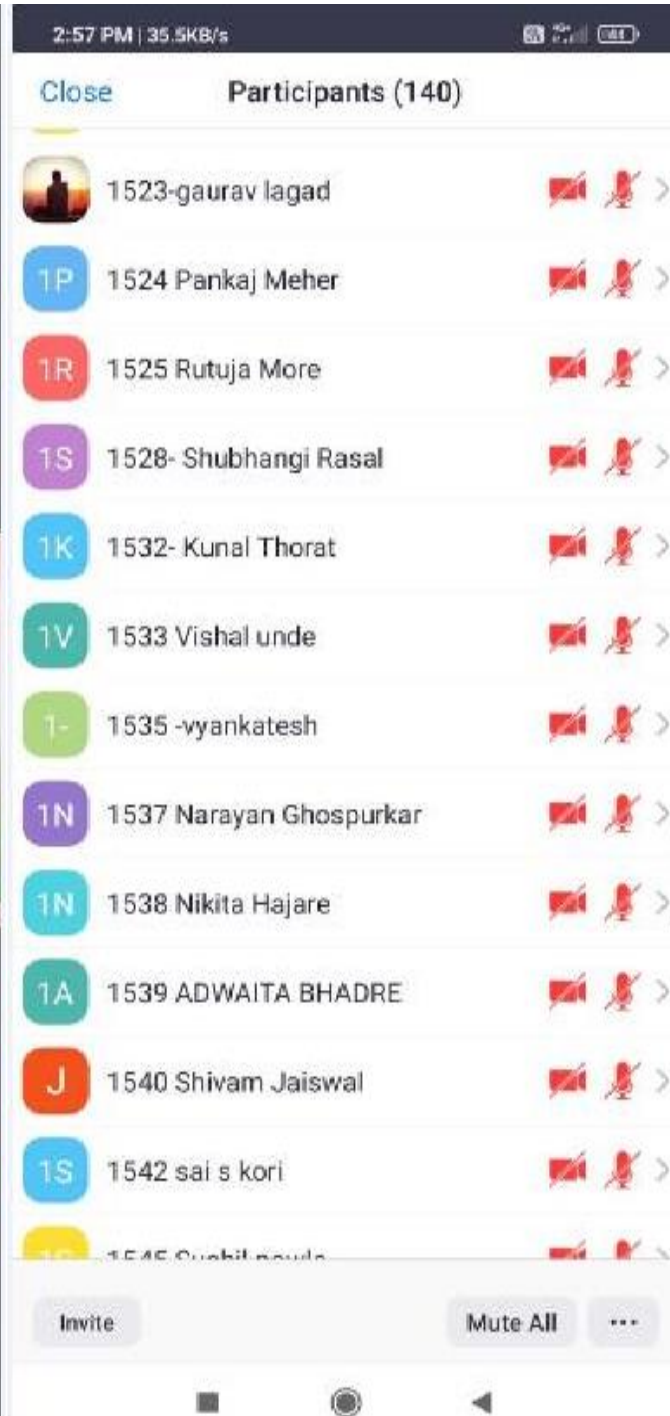 2:57 PM | 35.5KB/s
Close Participants (140)
1523-gaurav lagad
1P 1524 Pankaj Meher
1R 1525 Rutuja More
1S 1528- Shubhangi Rasal
1K 1532- Kunal Thorat
1V 1533 Vishal unde
1- 1535 -vyankatesh
1N 1537 Narayan Ghospurkar
1N 1538 Nikita Hajare
1A 1539 ADWAITA BHADRE
J 1540 Shivam Jaiswal
1S 1542 sai s kori
Invite Mute All ...